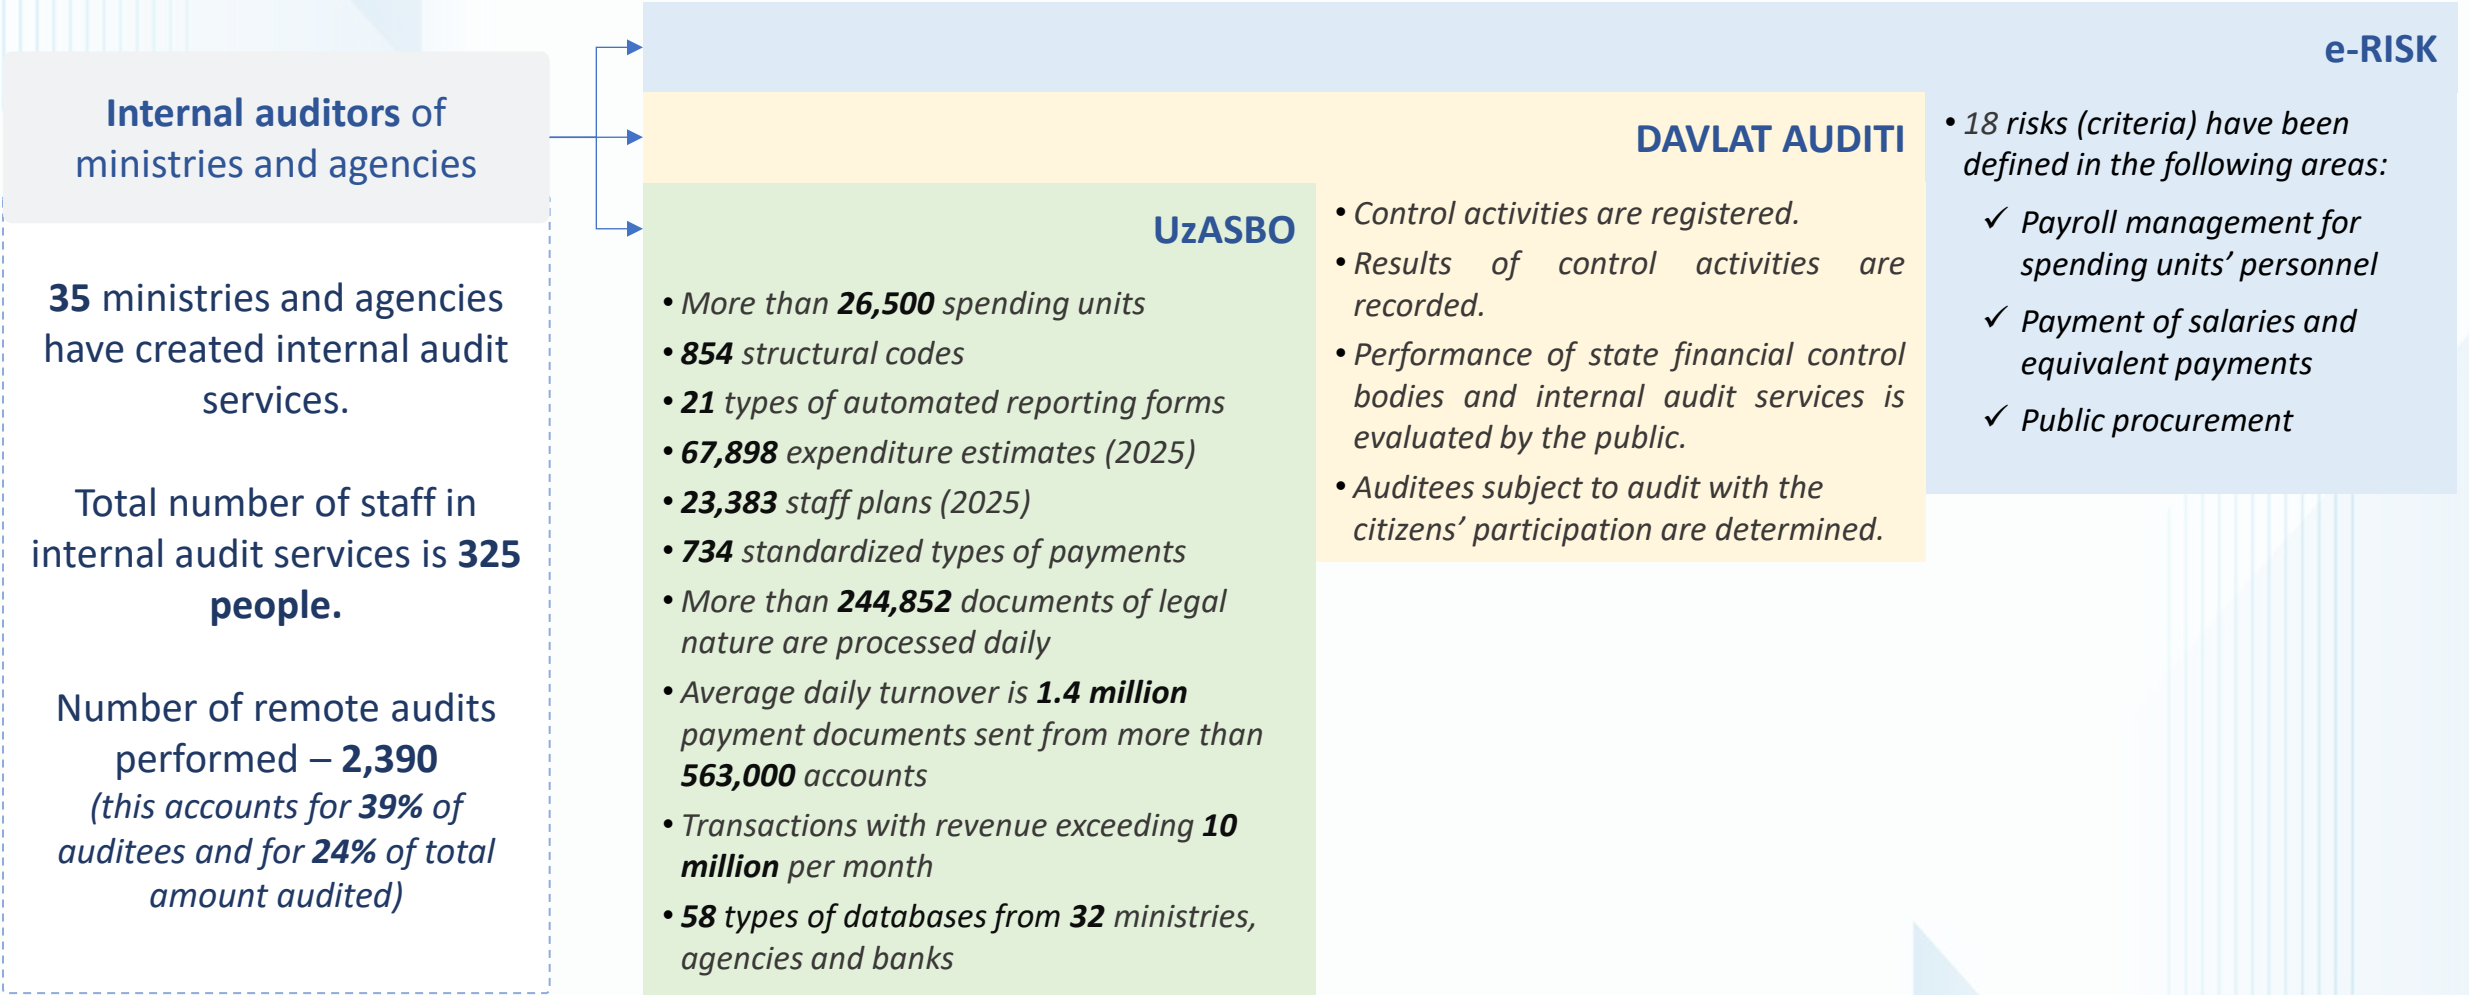 Internal auditors of
ministries and agencies
35 ministries and agencies
have created internal audit
services.
Total number of staff in
internal audit services is 325
people.
Number of remote audits
performed – 2,390
(this accounts for 39% of
auditees and for 24% of total
amount audited)
e-RISK
• 18 risks (criteria) have been
defined in the following areas:
✓ Payroll management for
spending units’ personnel
✓ Payment of salaries and
equivalent payments
✓ Public procurement
DAVLAT AUDITI
• Control activities are registered.
• Results of control activities are
recorded.
• Performance of state financial control
bodies and internal audit services is
evaluated by the public.
• Auditees subject to audit with the
citizens’ participation are determined.
UzASBO
• More than 26,500 spending units
• 854 structural codes
• 21 types of automated reporting forms
• 67,898 expenditure estimates (2025)
• 23,383 staff plans (2025)
• 734 standardized types of payments
• More than 244,852 documents of legal
nature are processed daily
• Average daily turnover is 1.4 million
payment documents sent from more than
563,000 accounts
• Transactions with revenue exceeding 10
million per month
• 58 types of databases from 32 ministries,
agencies and banks